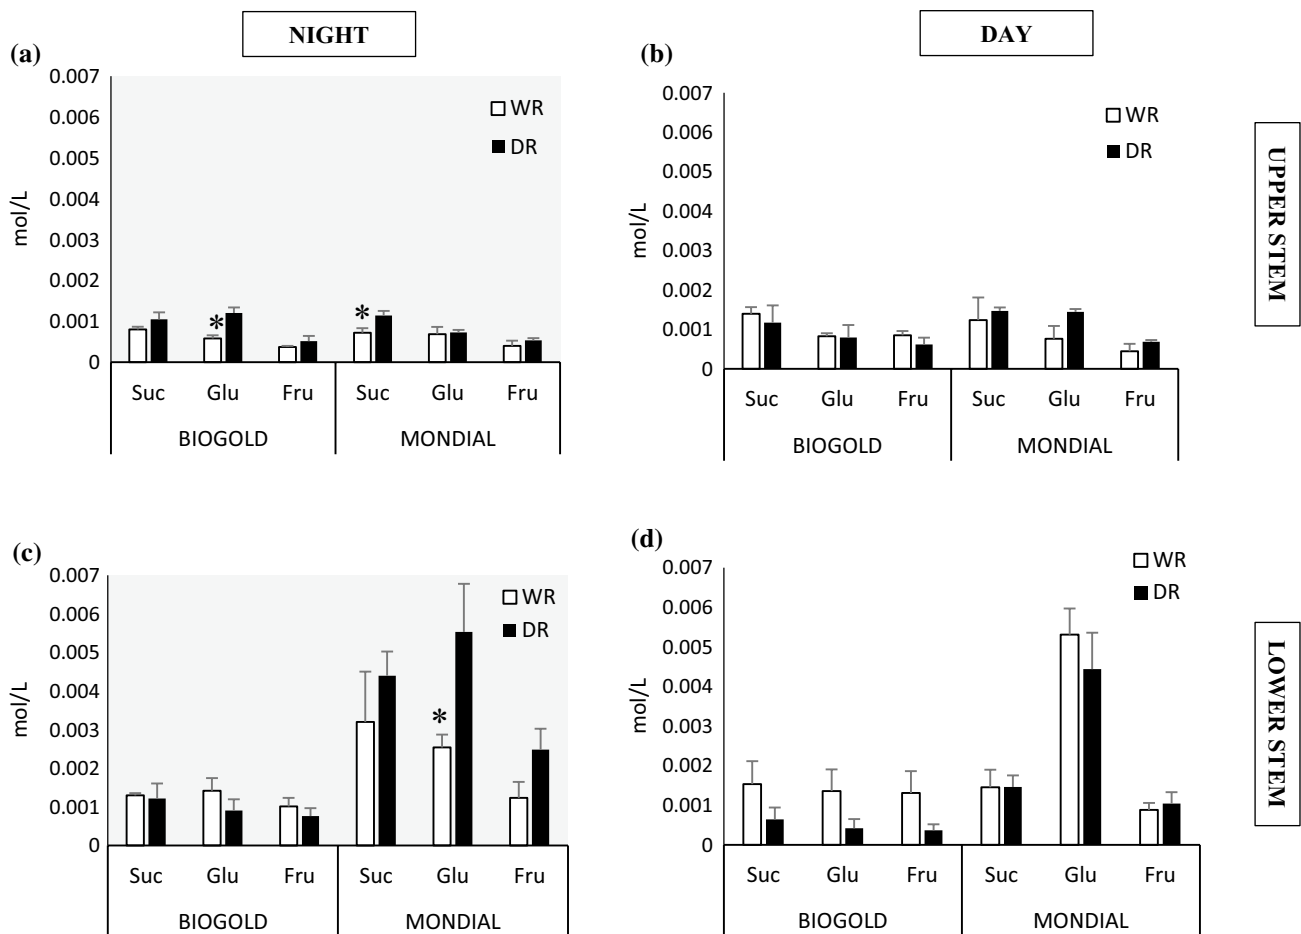 NIGHT
DAY
(a)
0.007
0.006
0.005
0.004
0.003
0.002
0.001
0
mol/L
WR
DR
*
*
Suc Glu Fru Suc Glu Fru
BIOGOLD MONDIAL
(b)
0.007
0.006
0.005
0.004
0.003
0.002
0.001
0
mol/L
WR
DR
Suc Glu Fru Suc Glu Fru
BIOGOLD MONDIAL
UPPER STEM
(c)
0.007
0.006
0.005
0.004
0.003
0.002
0.001
0
mol/L
WR
DR
*
Suc Glu Fru Suc Glu Fru
BIOGOLD MONDIAL
(d)
0.007
0.006
0.005
0.004
0.003
0.002
0.001
0
mol/L
WR
DR
Suc Glu Fru Suc Glu Fru
BIOGOLD MONDIAL
LOWER STEM